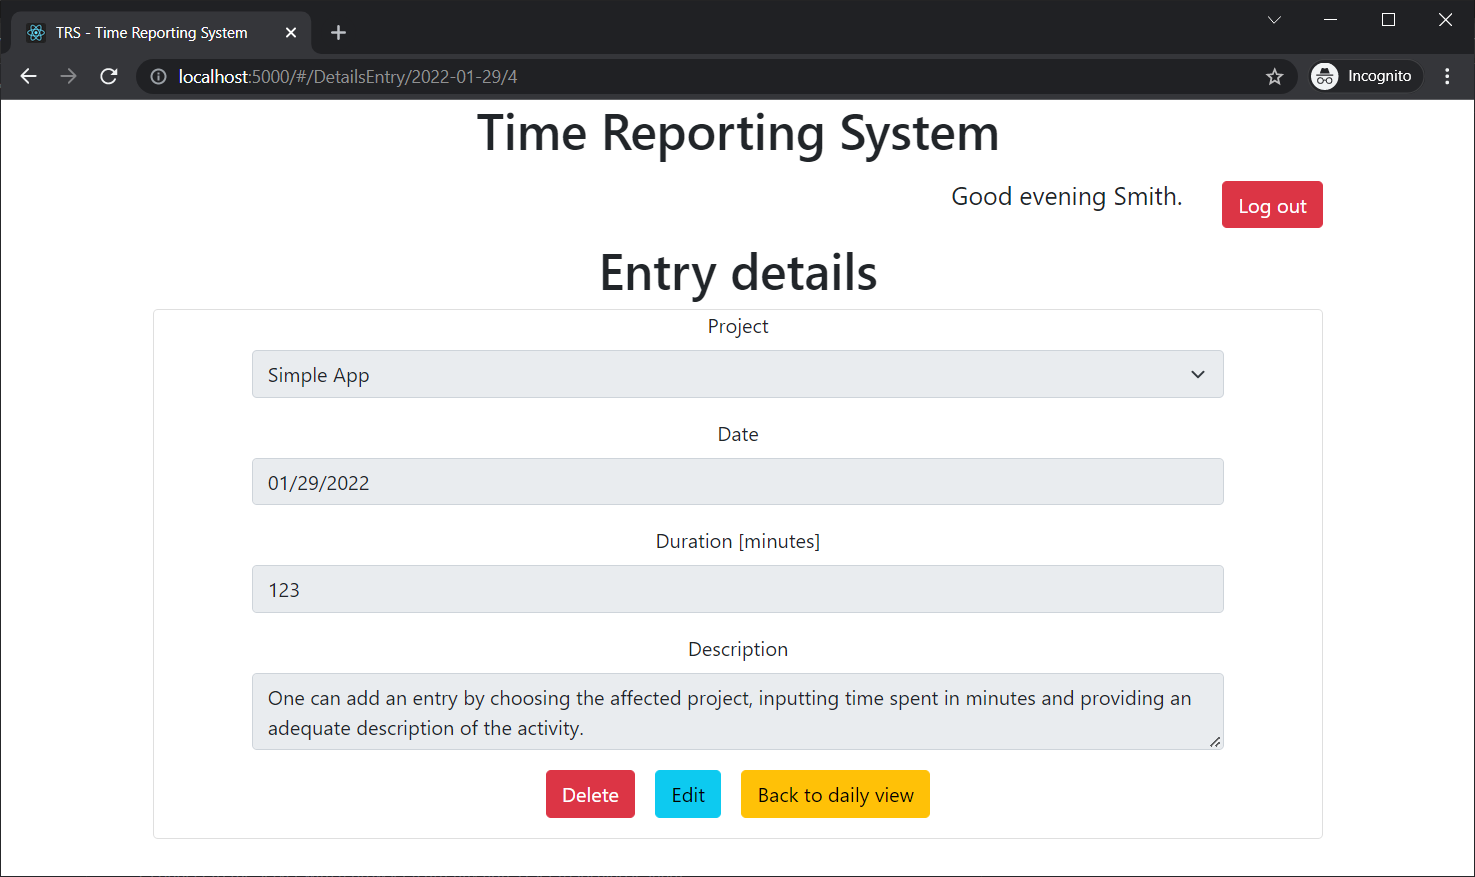 TRS - Time Reporting System
localhost:5000/#/DetailsEntry/2022-01-29/4
Incognito
Time Reporting System
Good evening Smith.
Log out
Entry details
Project
Simple App
Date
01/29/2022
Duration [minutes]
123
Description
One can add an entry by choosing the affected project, inputting time spent in minutes and providing an
adequate description of the activity.
Delete
Edit
Back to daily view